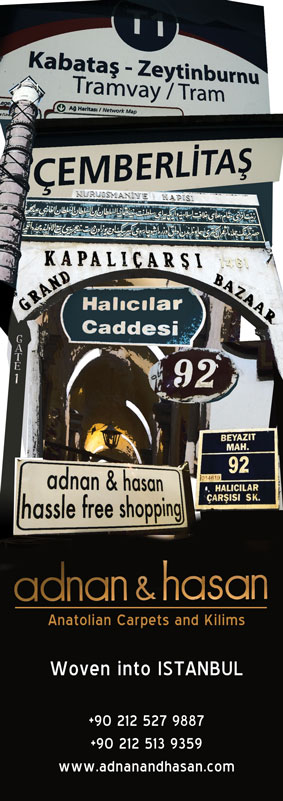 T1
Kabataş - Zeytinburnu
Tramvay / Tram
Ağ Haritası / Network Map
ÇEMBERLİTAŞ
NURUOSMANİYE KAPISI
KAPALIÇARŞI 1461
GRAND BAZAAR
GATE 1
Halıcılar
Caddesi
92
BEYAZIT
MAH.
92
HALICILAR
ÇARŞISI SK.
adnan & hasan
hassle free shopping
adnan & hasan
Anatolian Carpets and Kilims
Woven into ISTANBUL
+90 212 527 9887
+90 212 513 9359
www.adnanandhasan.com